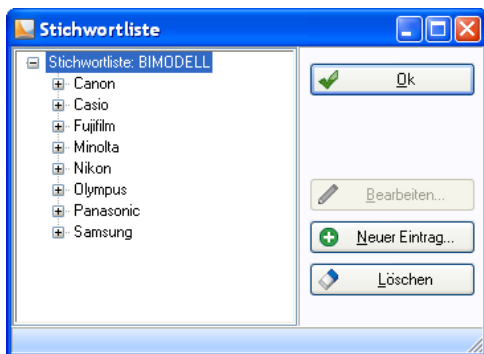 Stichwortliste
Stichwortliste: BIMODELL
Canon
Casio
Fujifilm
Minolta
Nikon
Olympus
Panasonic
Samsung
Ok
Bearbeiten...
Neuer Eintrag...
Löschen